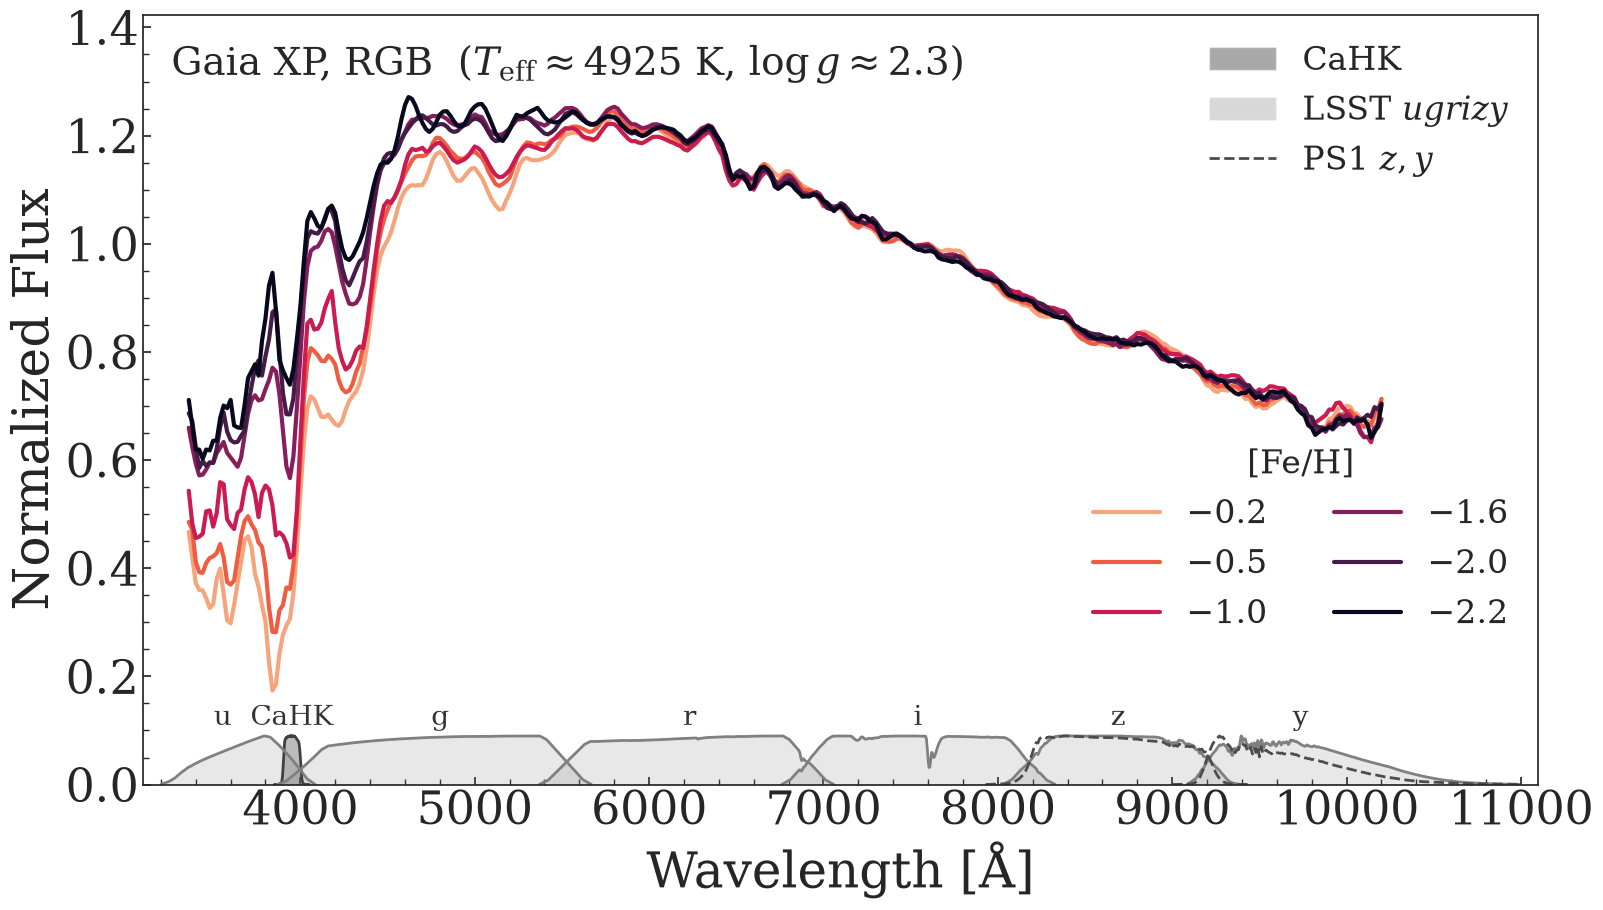 Gaia XP, RGB (T_eff ≈ 4925 K, log g ≈ 2.3)
CaHK
LSST ugrizy
PS1 z, y
Normalized Flux
1.4
1.2
1.0
0.8
0.6
0.4
0.2
0.0
[Fe/H]
−0.2
−0.5
−1.0
−1.6
−2.0
−2.2
u CaHK g r i z y
4000 5000 6000 7000 8000 9000 10000 11000
Wavelength [Å]